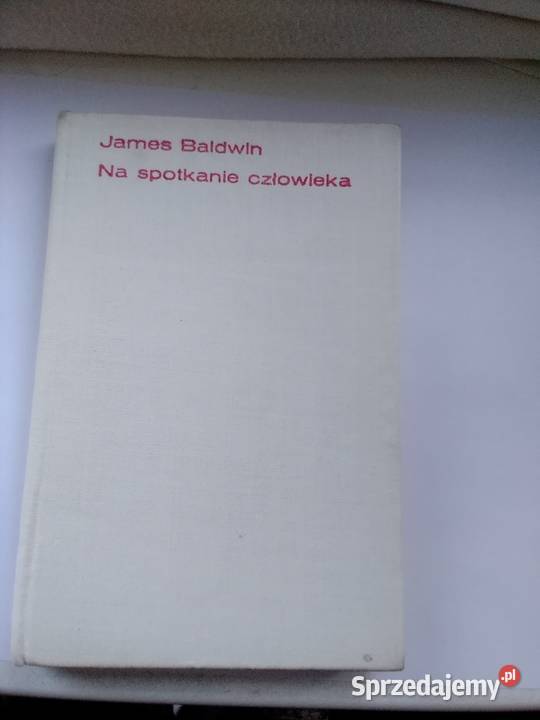 James Baldwin
Na spotkanie człowieka
Sprzedajemy.pl